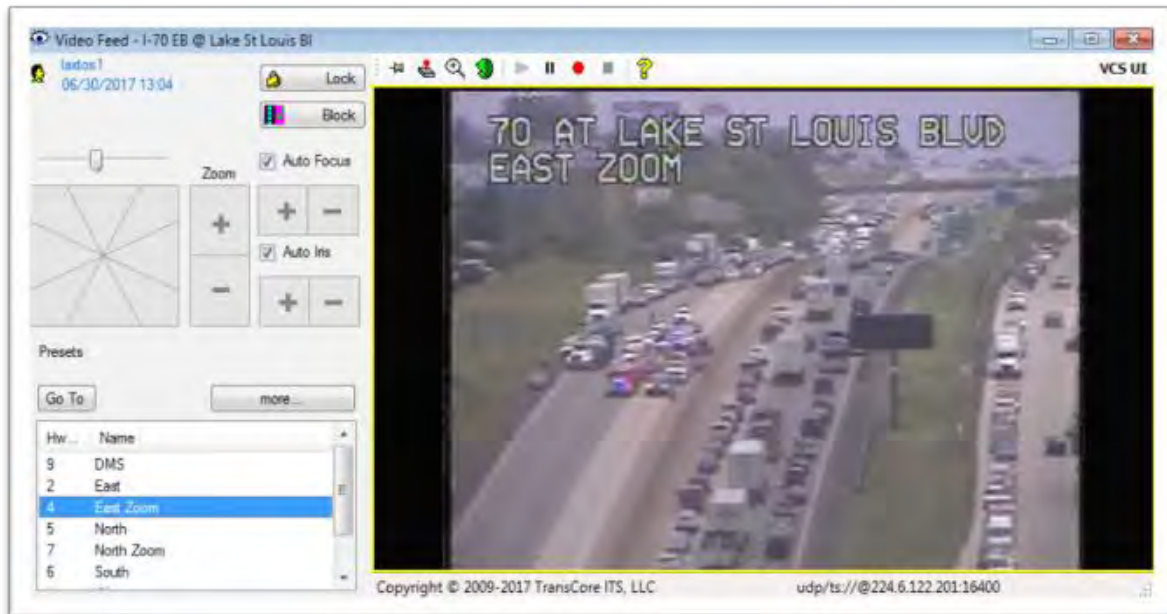 Video Feed - I-70 EB @ Lake St Louis Bl
06/30/2017 13:04
Lock
Block
VCS UI
Zoom
Auto Focus
Auto Iris
Presets
Go To
more...
Hw... Name
9 DMS
2 East
4 East Zoom
5 North
7 North Zoom
6 South
70 AT LAKE ST LOUIS BLVD
EAST ZOOM
Copyright © 2009-2017 TransCore ITS, LLC
udp/ts://@224.6.122.201:16400